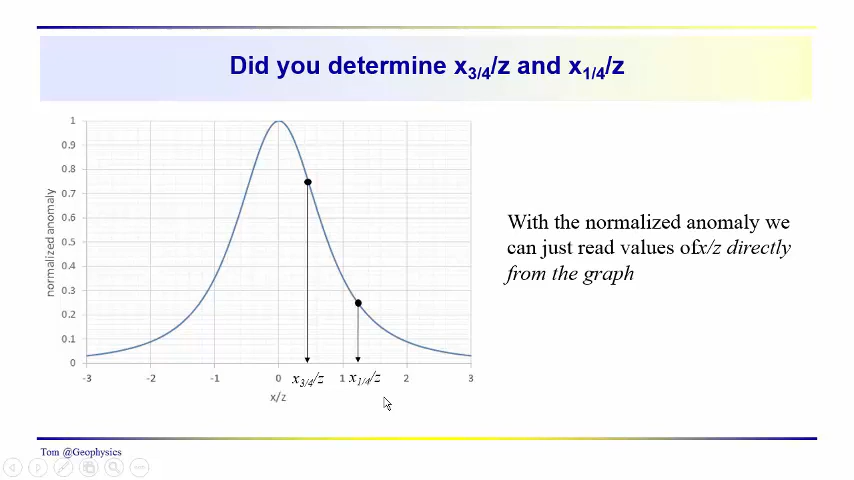 Did you determine x3/4/z and x1/4/z
1
0.9
0.8
0.7
0.6
0.5
0.4
0.3
0.2
0.1
0
normalized anomaly
-3 -2 -1 0 x3/4/z 1 x1/4/z 2 3
x/z
With the normalized anomaly we
can just read values ofx/z directly
from the graph
Tom @Geophysics